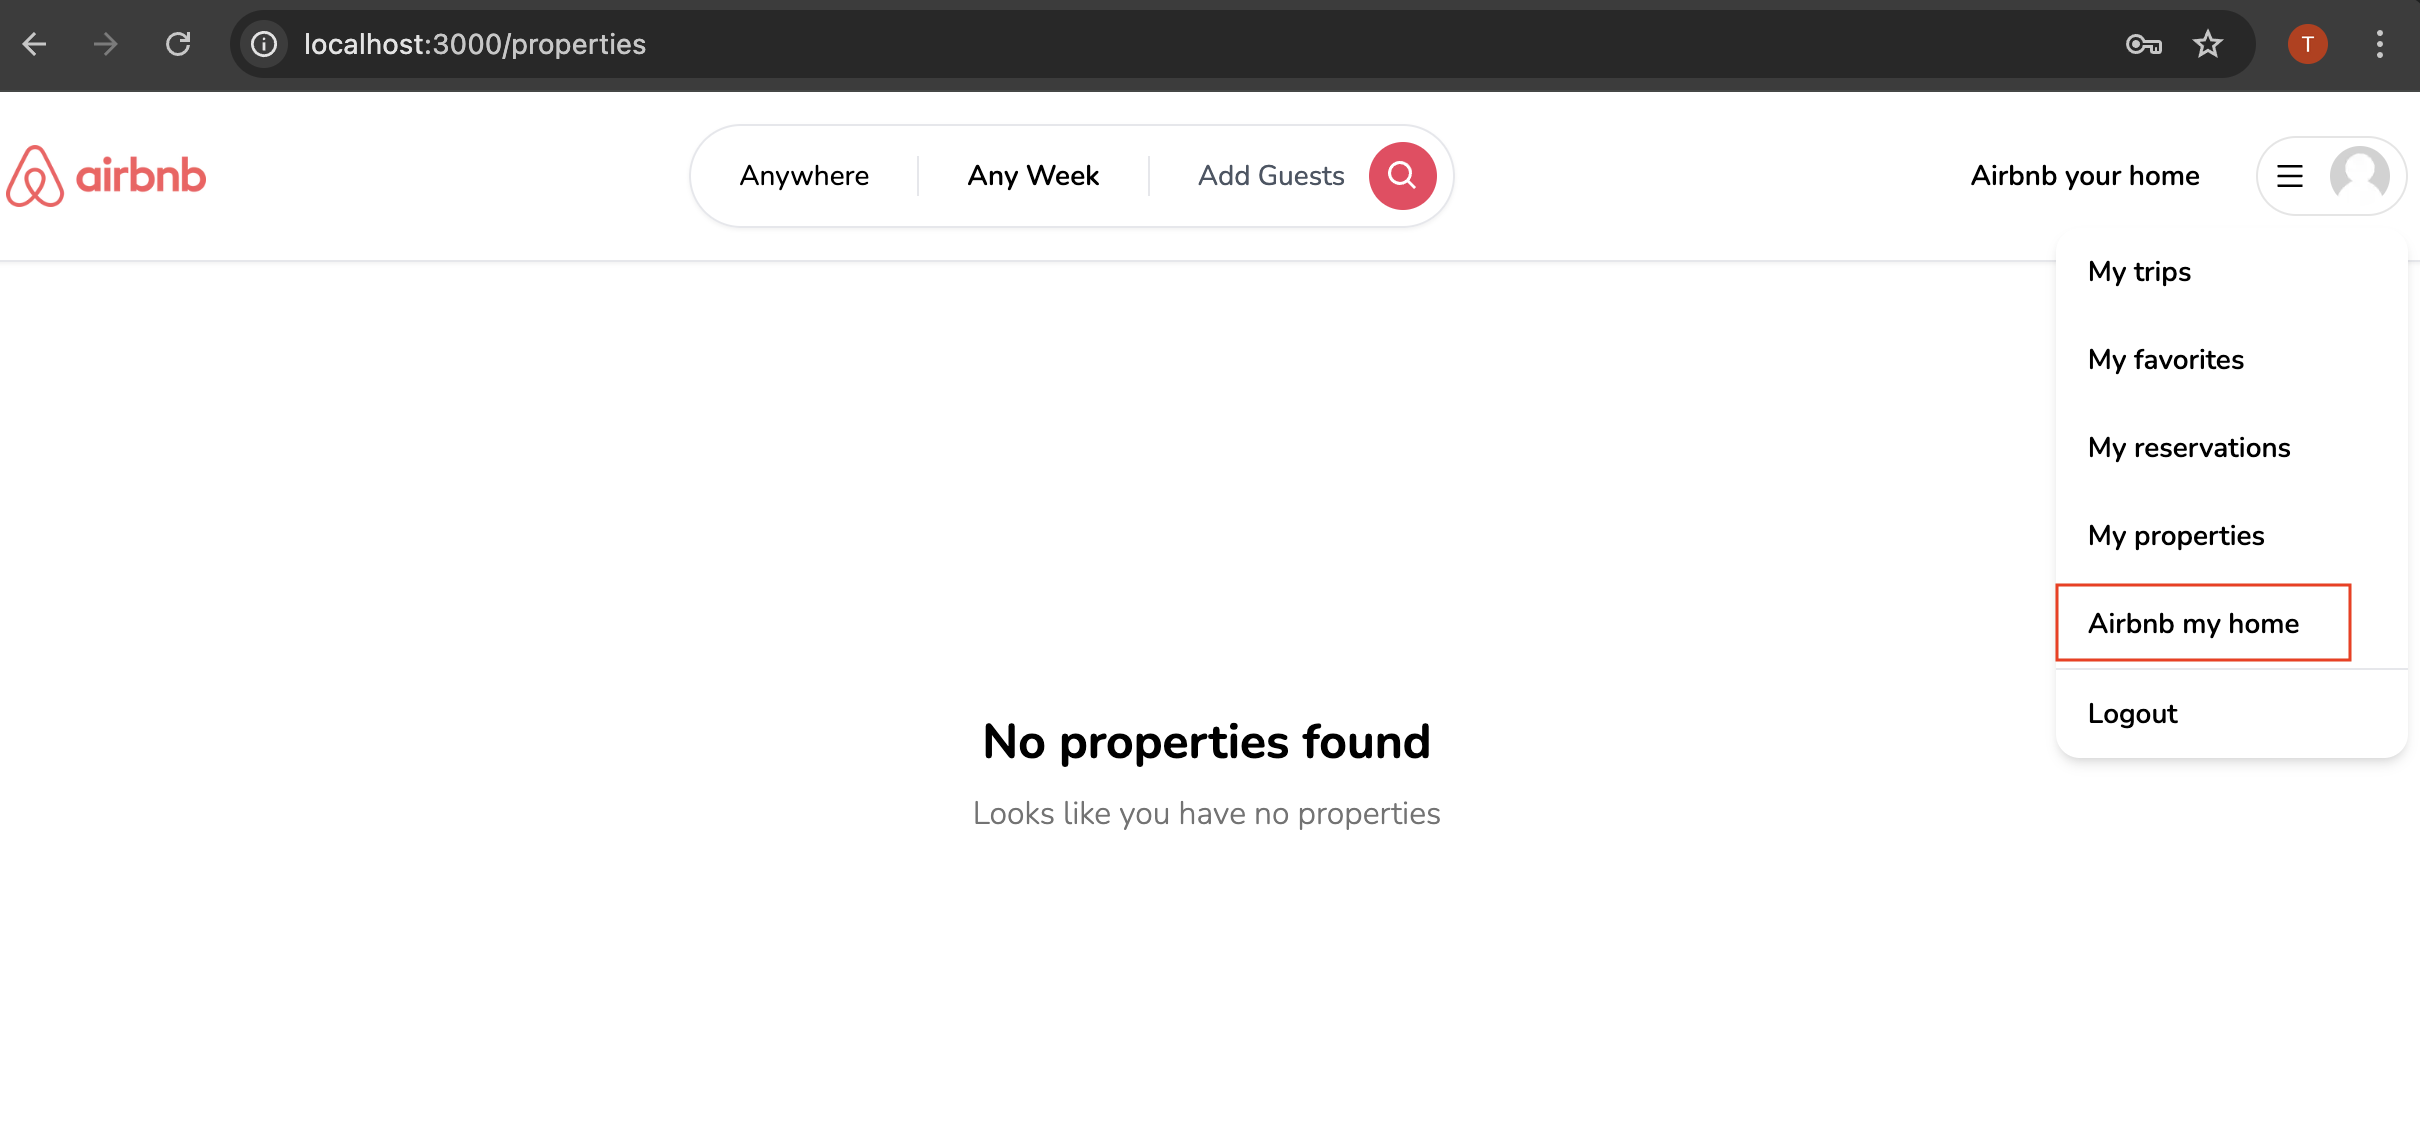 localhost:3000/properties
T
airbnb
Anywhere
Any Week
Add Guests
Airbnb your home
My trips
My favorites
My reservations
My properties
Airbnb my home
Logout
No properties found
Looks like you have no properties